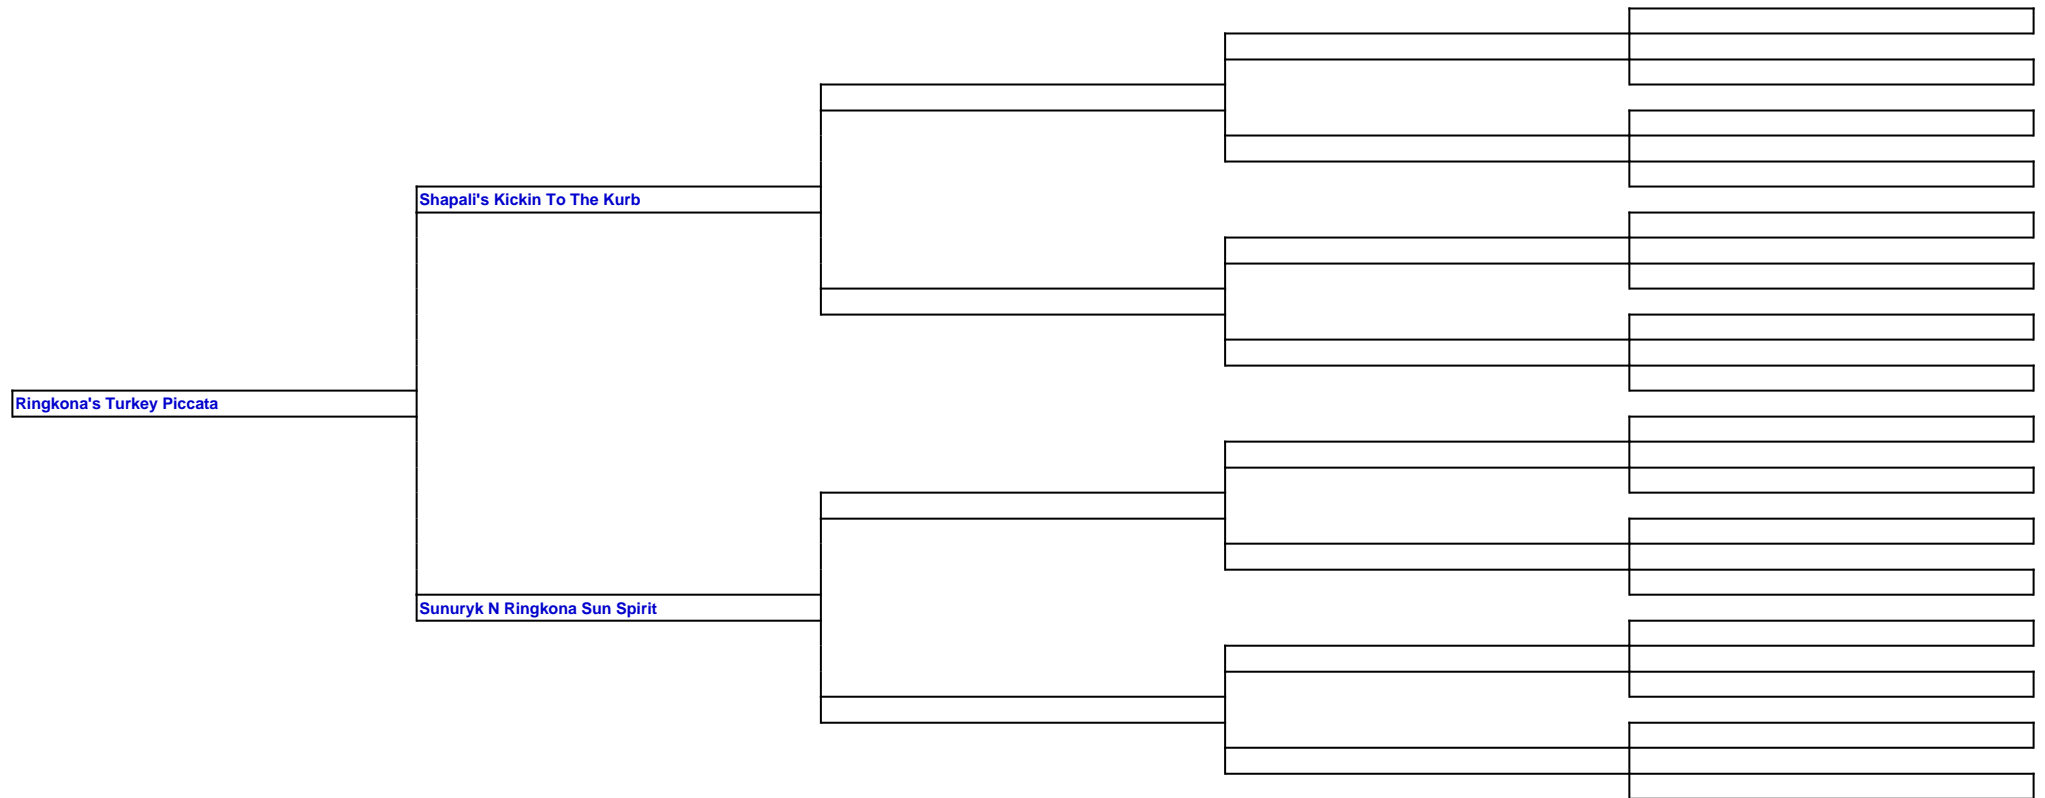 Shapali's Kickin To The Kurb
Ringkona's Turkey Piccata
Sunuryk N Ringkona Sun Spirit